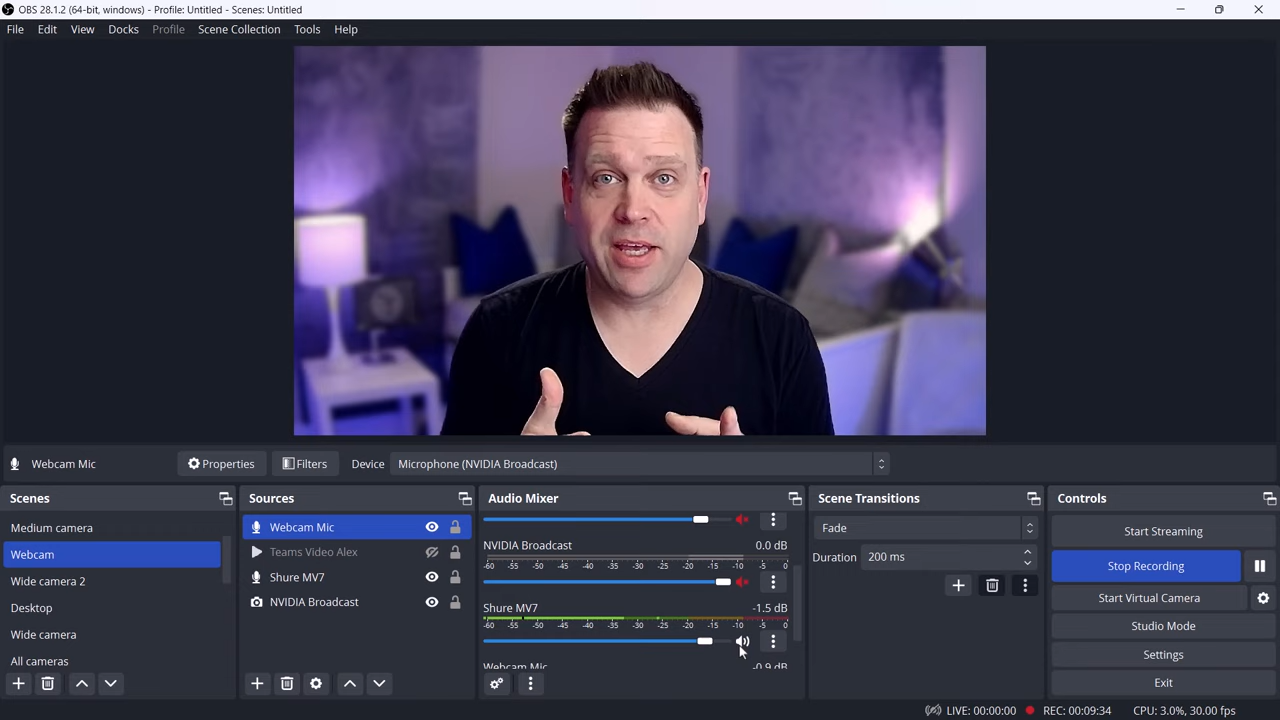 OBS 28.1.2 (64-bit, windows) - Profile: Untitled - Scenes: Untitled
File Edit View Docks Profile Scene Collection Tools Help
Webcam Mic Properties Filters Device Microphone (NVIDIA Broadcast)
Scenes
Medium camera
Webcam
Wide camera 2
Desktop
Wide camera
All cameras
Sources
Webcam Mic
Teams Video Alex
Shure MV7
NVIDIA Broadcast
Audio Mixer
NVIDIA Broadcast 0.0 dB
-60 -55 -50 -45 -40 -35 -30 -25 -20 -15 -10 -5 0
Shure MV7 -1.5 dB
-60 -55 -50 -45 -40 -35 -30 -25 -20 -15 -10 -5 0
Webcam Mic -0.9 dB
Scene Transitions
Fade
Duration 200 ms
Controls
Start Streaming
Stop Recording
Start Virtual Camera
Studio Mode
Settings
Exit
LIVE: 00:00:00 REC: 00:09:34 CPU: 3.0%, 30.00 fps